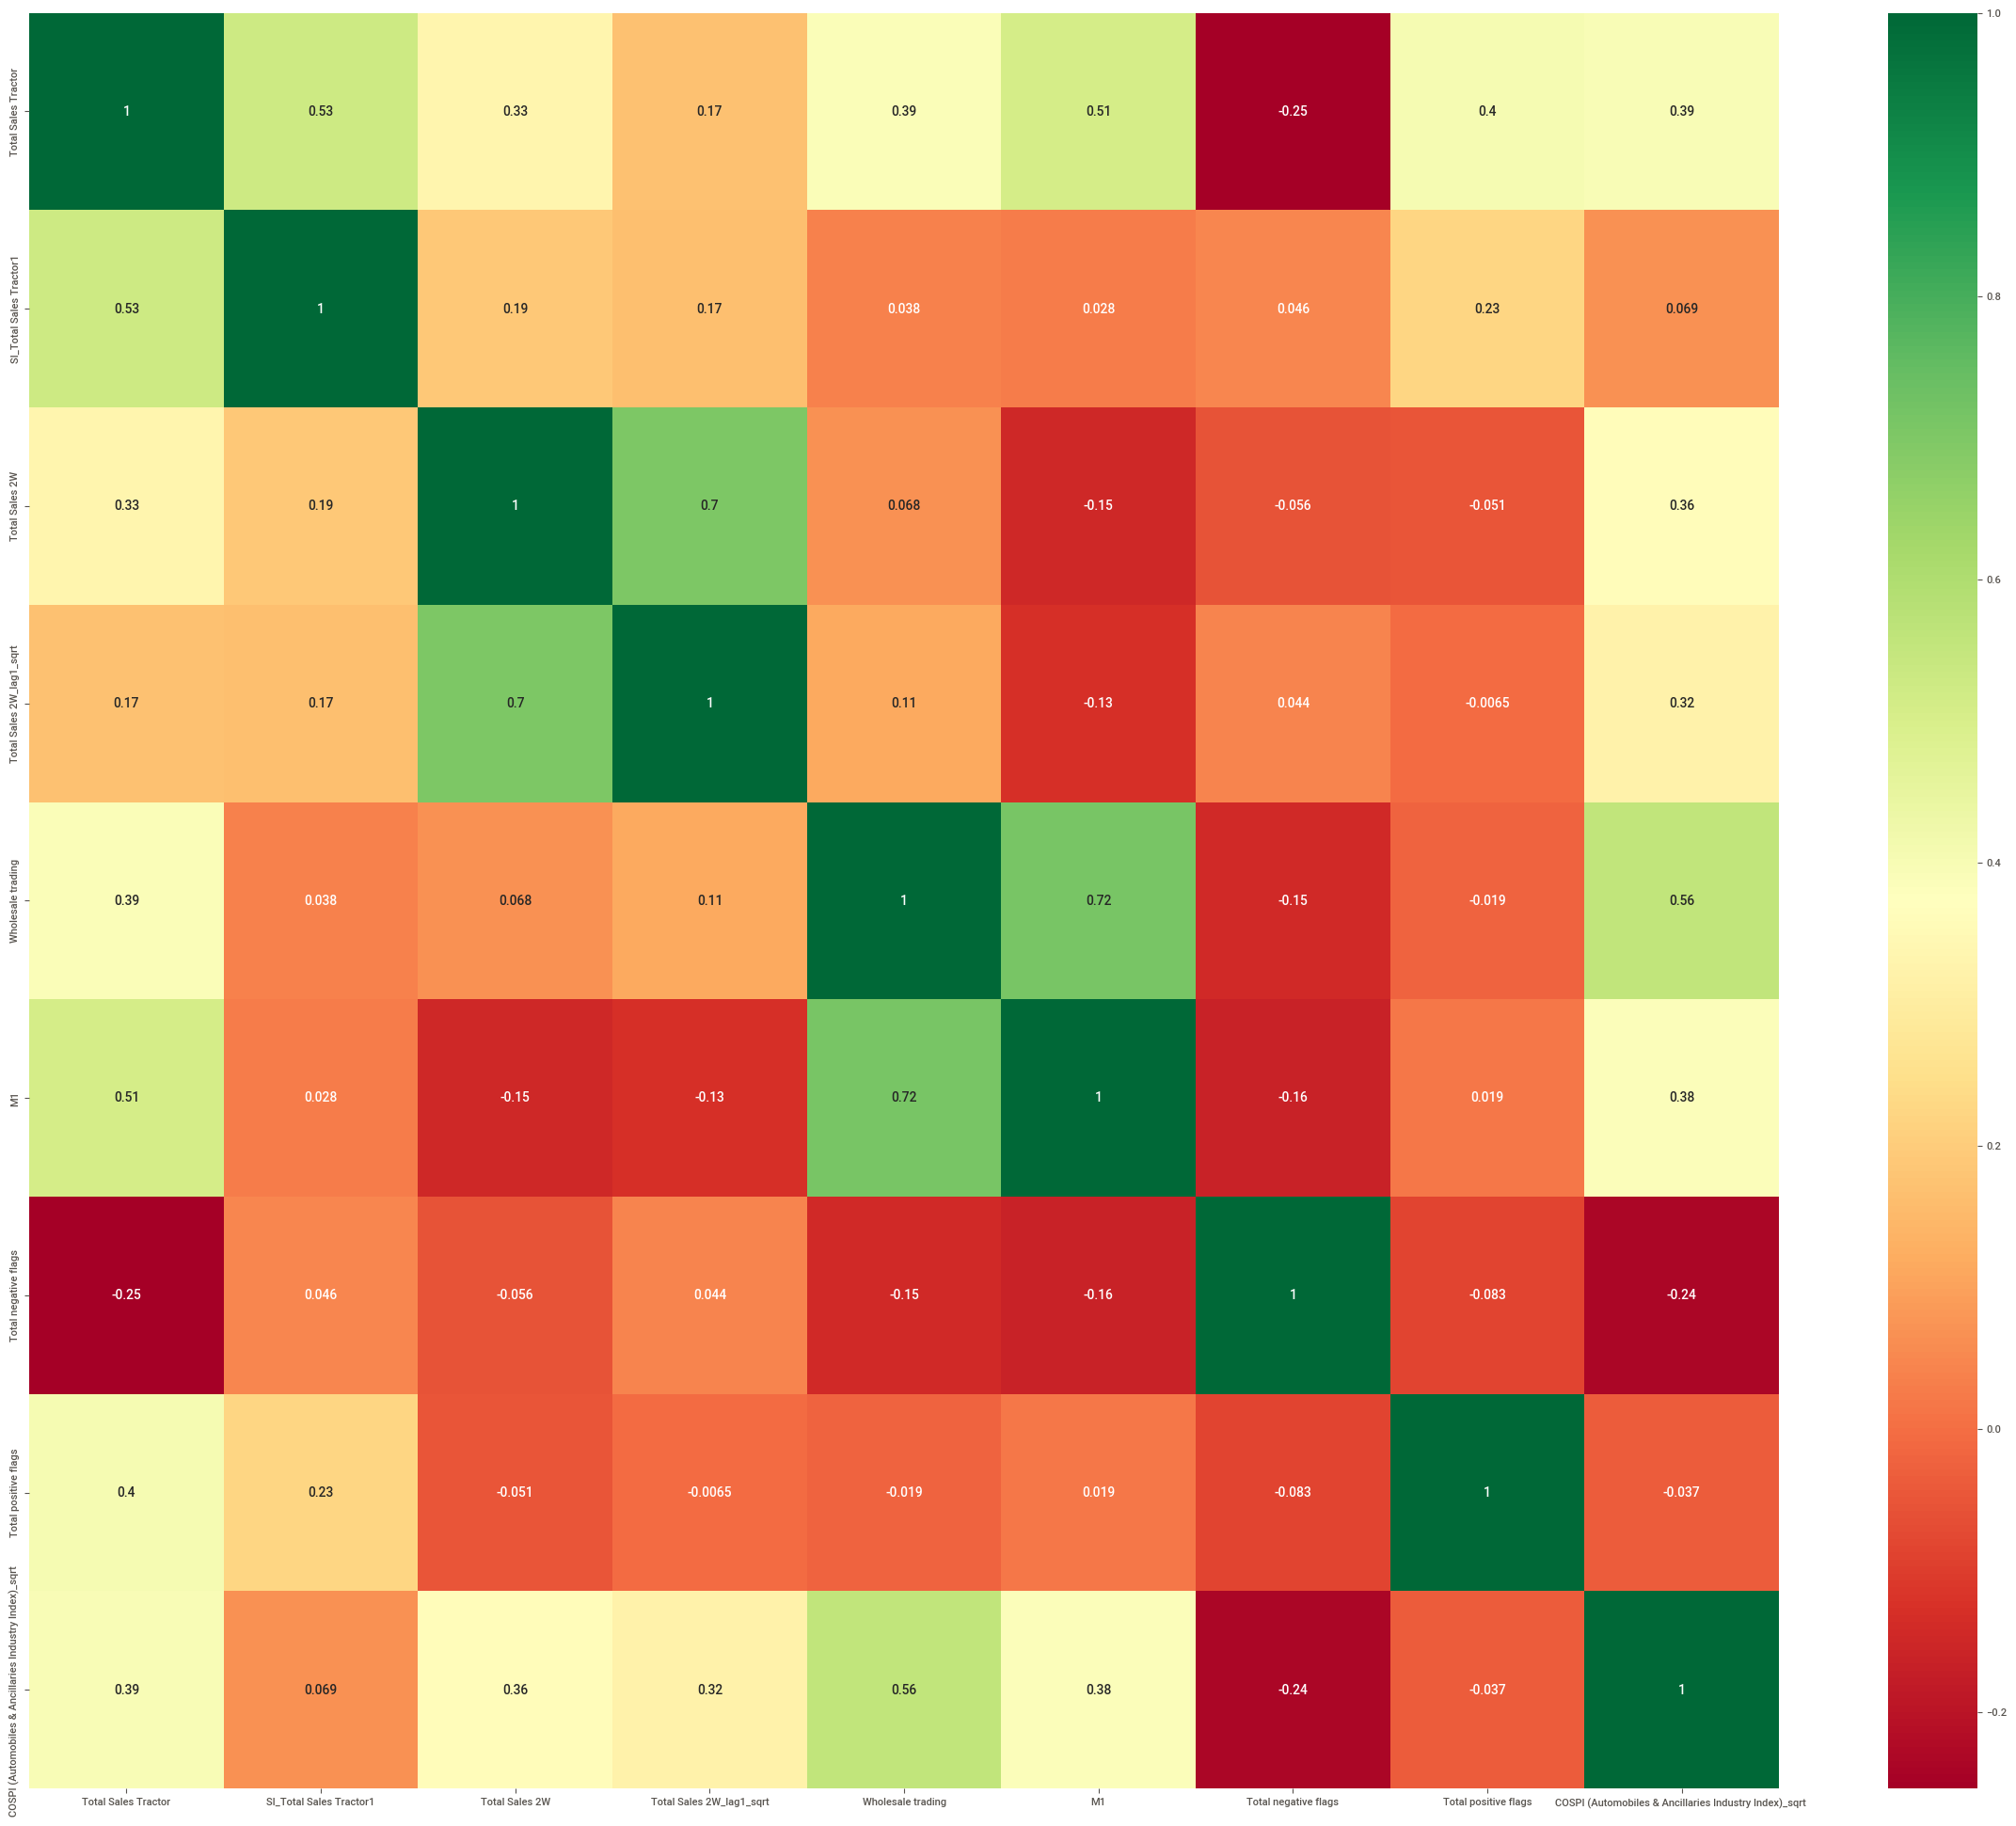 Total Sales Tractor 1 0.53 0.33 0.17 0.39 0.51 -0.25 0.4 0.39
SI_Total Sales Tractor1 0.53 1 0.19 0.17 0.038 0.028 0.046 0.23 0.069
Total Sales 2W 0.33 0.19 1 0.7 0.068 -0.15 -0.056 -0.051 0.36
Total Sales 2W_lag1_sqrt 0.17 0.17 0.7 1 0.11 -0.13 0.044 -0.0065 0.32
Wholesale trading 0.39 0.038 0.068 0.11 1 0.72 -0.15 -0.019 0.56
M1 0.51 0.028 -0.15 -0.13 0.72 1 -0.16 0.019 0.38
Total negative flags -0.25 0.046 -0.056 0.044 -0.15 -0.16 1 -0.083 -0.24
Total positive flags 0.4 0.23 -0.051 -0.0065 -0.019 0.019 -0.083 1 -0.037
COSPI (Automobiles & Ancillaries Industry Index)_sqrt 0.39 0.069 0.36 0.32 0.56 0.38 -0.24 -0.037 1
Total Sales Tractor SI_Total Sales Tractor1 Total Sales 2W Total Sales 2W_lag1_sqrt Wholesale trading M1 Total negative flags Total positive flags COSPI (Automobiles & Ancillaries Industry Index)_sqrt
1.0
0.8
0.6
0.4
0.2
0.0
−0.2